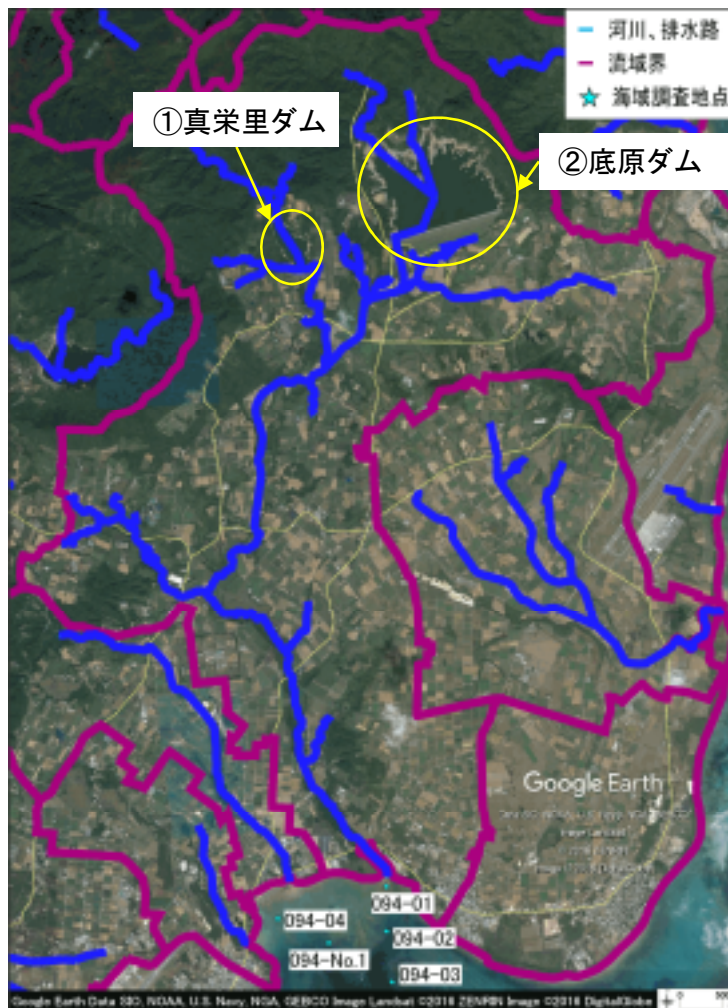 河川、排水路
流域界
海域調査地点
①真栄里ダム
②底原ダム
Google Earth
094-01
094-04
094-02
094-No.1
094-03
Google Earth Data SIO, NOAA, U.S. Navy, NGA, GEBCO Image Landsat ©2018 ZENRIN Image ©2018 DigitalGlobe